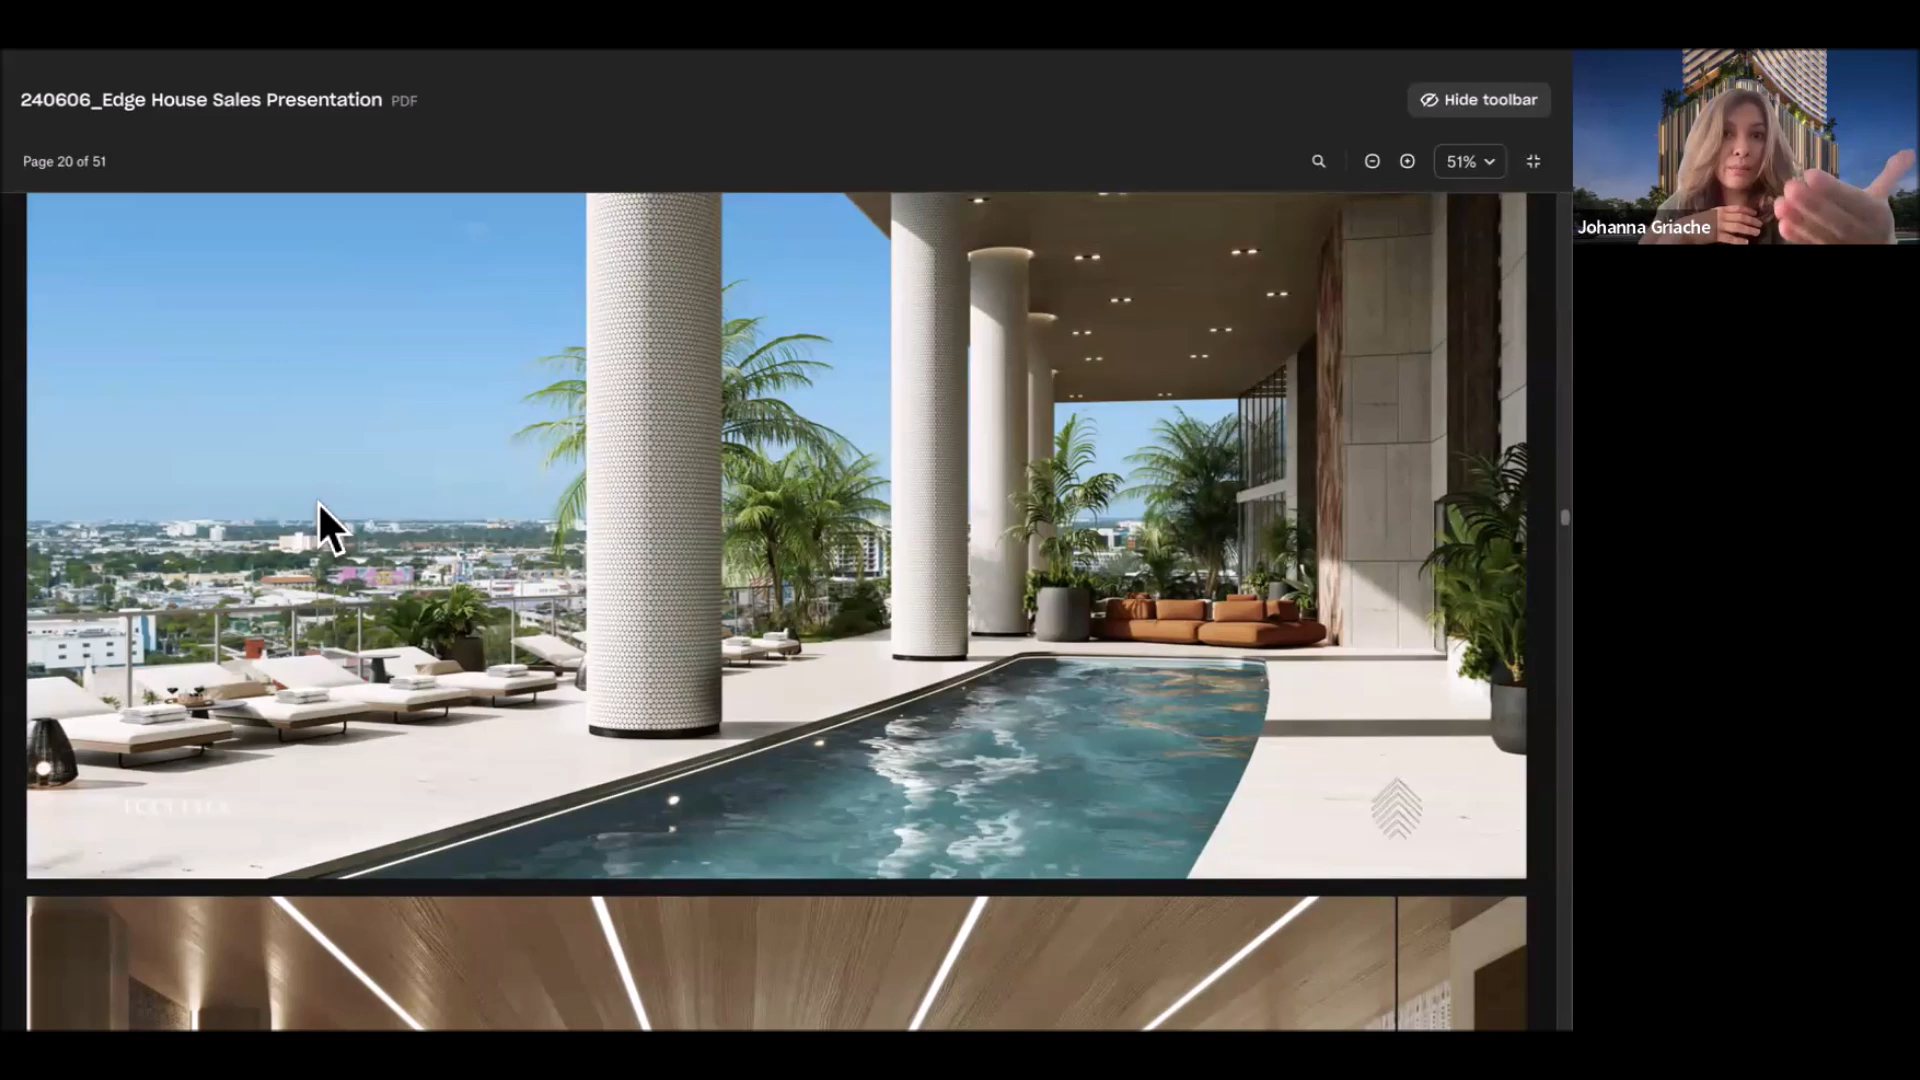 240606_Edge House Sales Presentation PDF
Hide toolbar
Page 20 of 51
51%
Johanna Griache